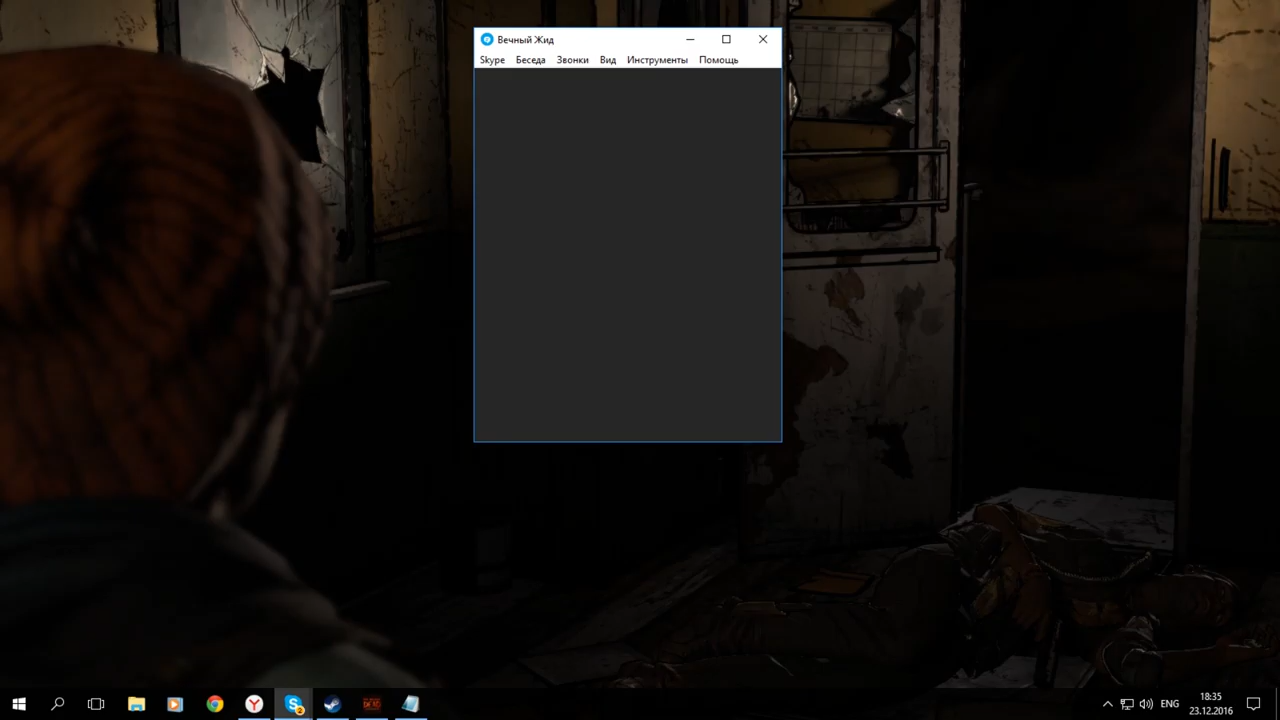 Вечный Жид
Skype Беседа Звонки Вид Инструменты Помощь
18:35
ENG
23.12.2016